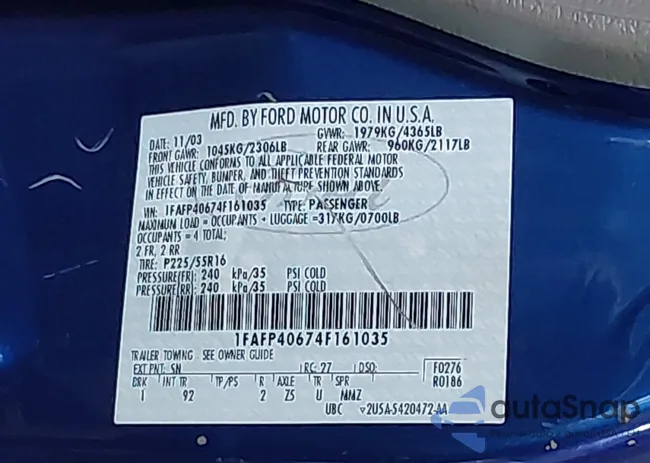 MFD. BY FORD MOTOR CO. IN U.S.A.
DATE: 11/03 GVWR: 1979KG/4365LB
FRONT GAWR: 1045KG/2306LB REAR GAWR: 960KG/2117LB
THIS VEHICLE CONFORMS TO ALL APPLICABLE FEDERAL MOTOR
VEHICLE SAFETY, BUMPER, AND THEFT PREVENTION STANDARDS
IN EFFECT ON THE DATE OF MANUFACTURE SHOWN ABOVE.
VIN: 1FAFP40674F161035 TYPE: PASSENGER
MAXIMUM LOAD = OCCUPANTS + LUGGAGE =317KG/0700LB
OCCUPANTS = 4 TOTAL;
2 FR, 2 RR
TIRE: P225/55R16
PRESSURE(FR): 240 kPa/35 PSI COLD
PRESSURE(RR): 240 kPa/35 PSI COLD
1FAFP40674F161035
TRAILER TOWING SEE OWNER GUIDE
EXT PNT: SN RC: 27 DSO: F0276
BRK INT TR TP/PS R AXLE TR SPR R0186
1 92 2 Z5 U MMZ
UBC 2U5A-5420472-AA
autoSnap